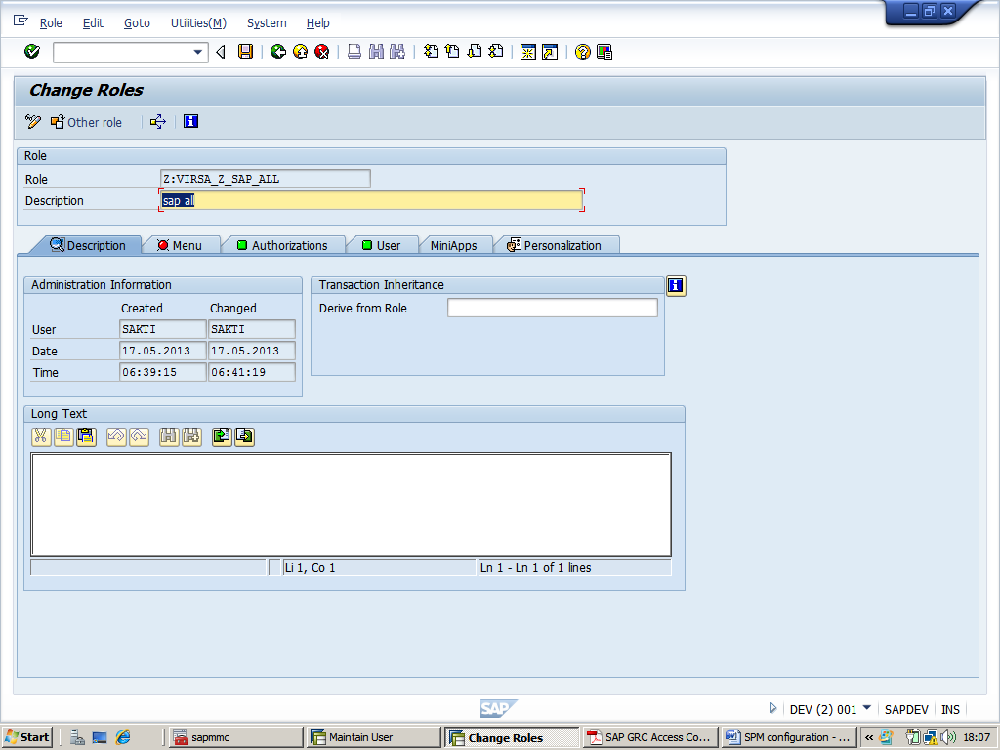 Role Edit Goto Utilities(M) System Help
Change Roles
Other role
Role
Role Z:VIRSA_Z_SAP_ALL
Description sap al
Description Menu Authorizations User MiniApps Personalization
Administration Information
Created Changed
User SAKTI SAKTI
Date 17.05.2013 17.05.2013
Time 06:39:15 06:41:19
Transaction Inheritance
Derive from Role
Long Text
Li 1, Co 1 Ln 1 - Ln 1 of 1 lines
SAP
DEV (2) 001 SAPDEV INS
Start sapmmc Maintain User Change Roles SAP GRC Access Co... SPM configuration - ... « 18:07